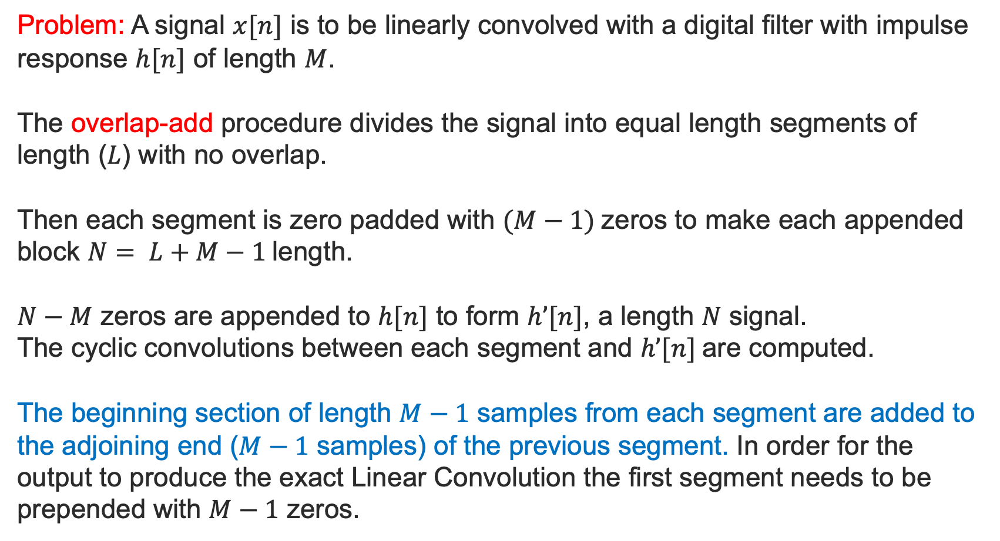 Problem: A signal x[n] is to be linearly convolved with a digital filter with impulse
response h[n] of length M.
The overlap-add procedure divides the signal into equal length segments of
length (L) with no overlap.
Then each segment is zero padded with (M − 1) zeros to make each appended
block N = L + M − 1 length.
N − M zeros are appended to h[n] to form h’[n], a length N signal.
The cyclic convolutions between each segment and h’[n] are computed.
The beginning section of length M − 1 samples from each segment are added to
the adjoining end (M − 1 samples) of the previous segment. In order for the
output to produce the exact Linear Convolution the first segment needs to be
prepended with M − 1 zeros.